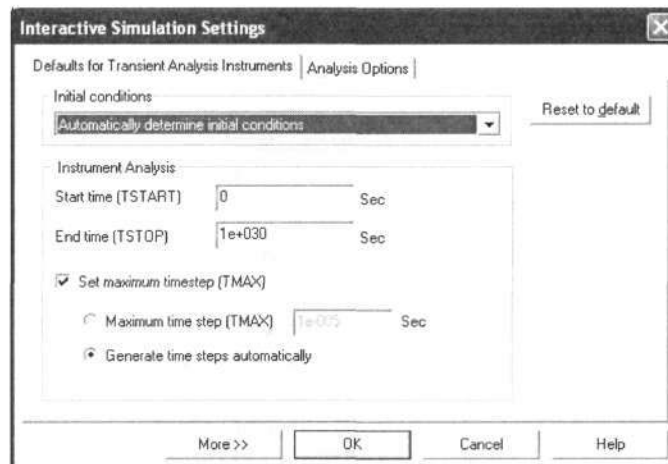 Interactive Simulation Settings
Defaults for Transient Analysis Instruments
Analysis Options
Initial conditions
Automatically determine initial conditions
Reset to default
Instrument Analysis
Start time (TSTART) 0 Sec
End time (TSTOP) 1e+030 Sec
Set maximum timestep (TMAX)
Maximum time step (TMAX) 1e-005 Sec
Generate time steps automatically
More >> OK Cancel Help